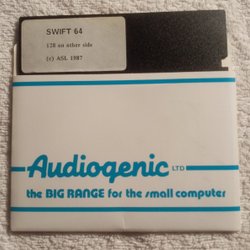 SWIFT 64
128 on other side
(c) ASL 1987
Audiogenic LTD
the BIG RANGE for the small computer